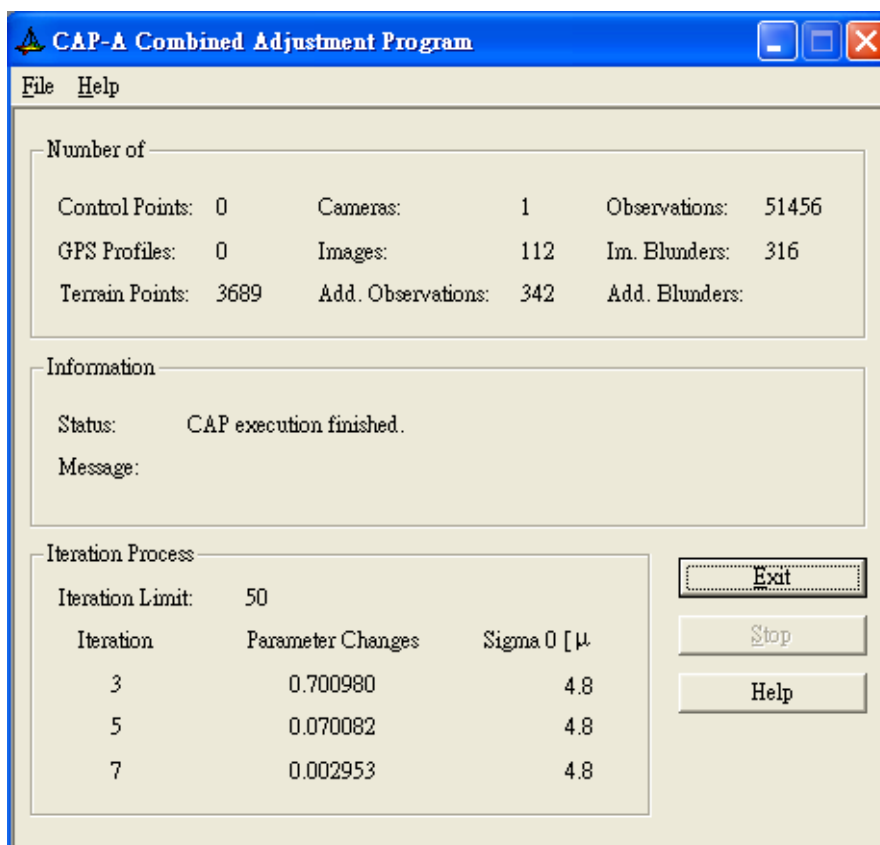 CAP-A Combined Adjustment Program
File Help
Number of
Control Points: 0 Cameras: 1 Observations: 51456
GPS Profiles: 0 Images: 112 Im. Blunders: 316
Terrain Points: 3689 Add. Observations: 342 Add. Blunders:
Information
Status: CAP execution finished.
Message:
Iteration Process
Iteration Limit: 50
Iteration Parameter Changes Sigma 0 [μ
3 0.700980 4.8
5 0.070082 4.8
7 0.002953 4.8
Exit
Stop
Help